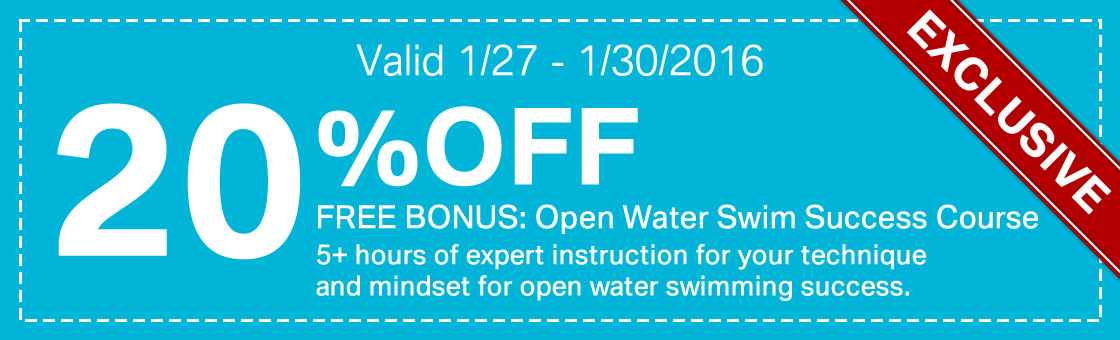 Valid 1/27 - 1/30/2016
EXCLUSIVE
20%OFF
FREE BONUS: Open Water Swim Success Course
5+ hours of expert instruction for your technique
and mindset for open water swimming success.